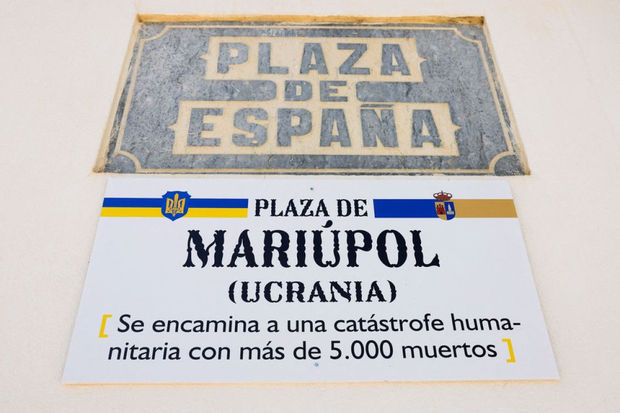 PLAZA
DE
ESPAÑA
PLAZA DE
MARIÚPOL
(UCRANIA)
[ Se encamina a una catástrofe huma-
nitaria con más de 5.000 muertos ]